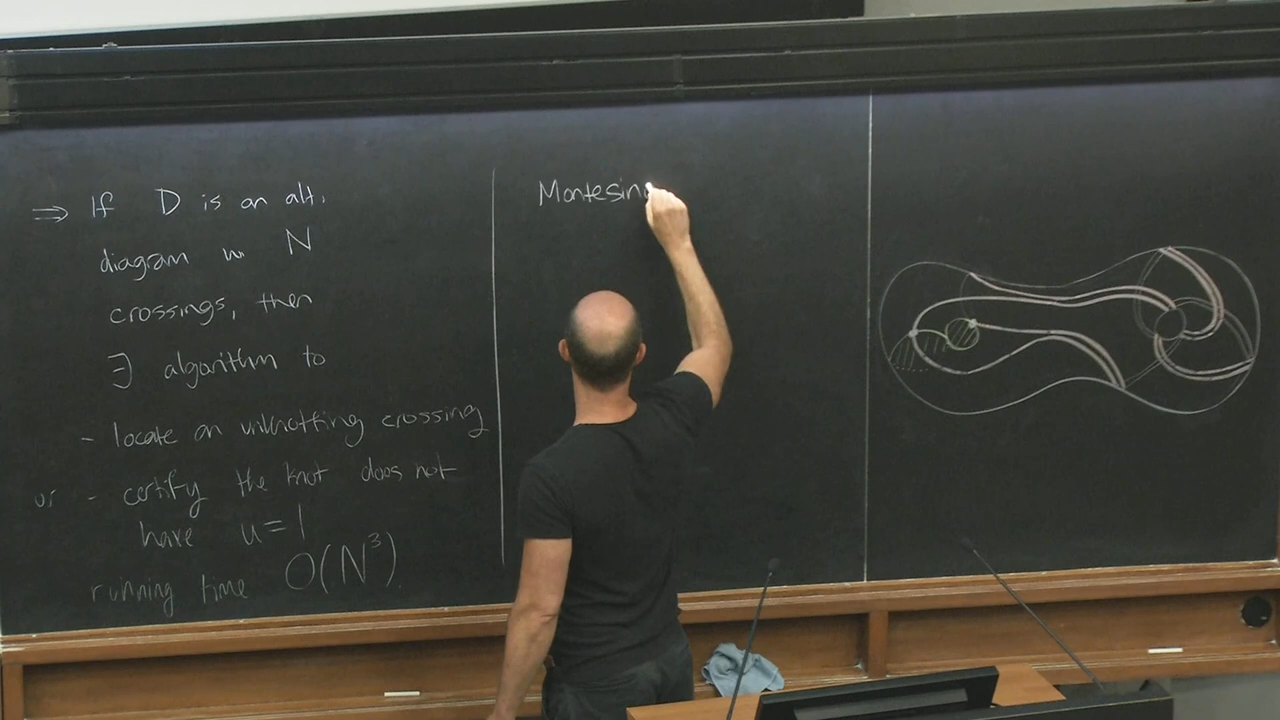 ⇒ If D is an alt.
diagram w N
crossings, then
∃ algorithm to
- locate an unknotting crossing
or - certify the knot does not
have u=1
running time O(N³).
Montesin